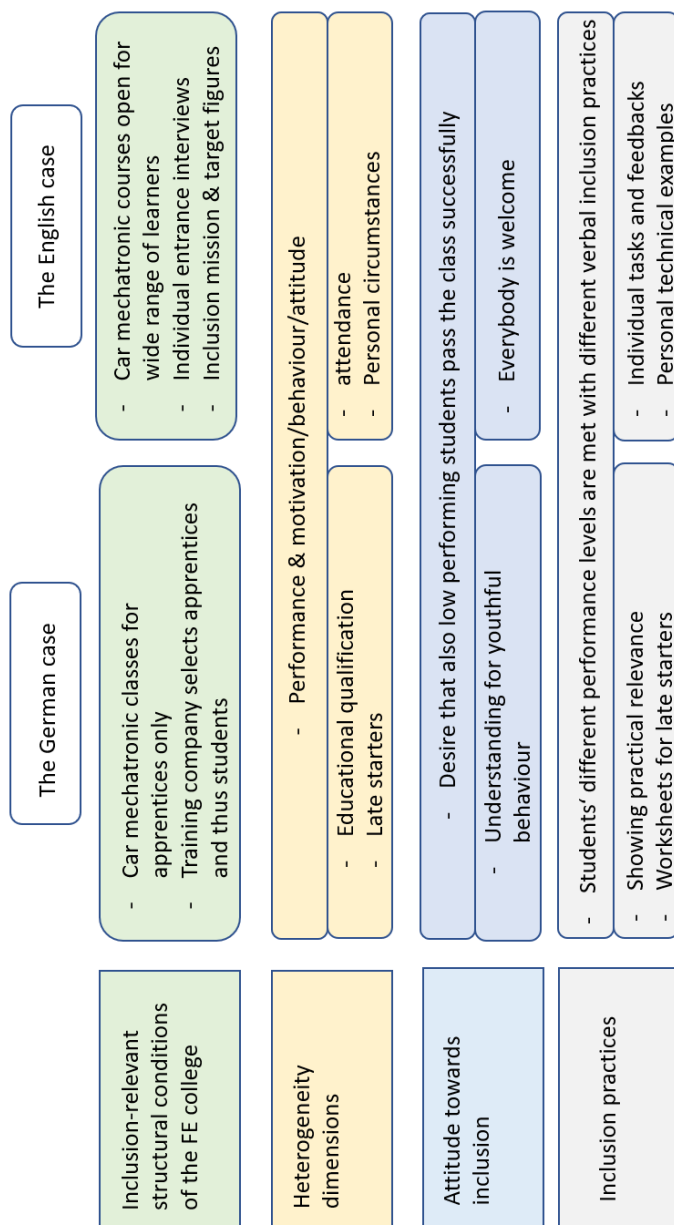 The German case
The English case
Inclusion-relevant
structural conditions
of the FE college
- Car mechatronic classes for
apprentices only
- Training company selects apprentices
and thus students
- Car mechatronic courses open for
wide range of learners
- Individual entrance interviews
- Inclusion mission & target figures
Heterogeneity
dimensions
- Performance & motivation/behaviour/attitude
- Educational qualification
- Late starters
- attendance
- Personal circumstances
Attitude towards
inclusion
- Desire that also low performing students pass the class successfully
- Understanding for youthful
behaviour
- Everybody is welcome
Inclusion practices
- Students‘ different performance levels are met with different verbal inclusion practices
- Showing practical relevance
- Worksheets for late starters
- Individual tasks and feedbacks
- Personal technical examples